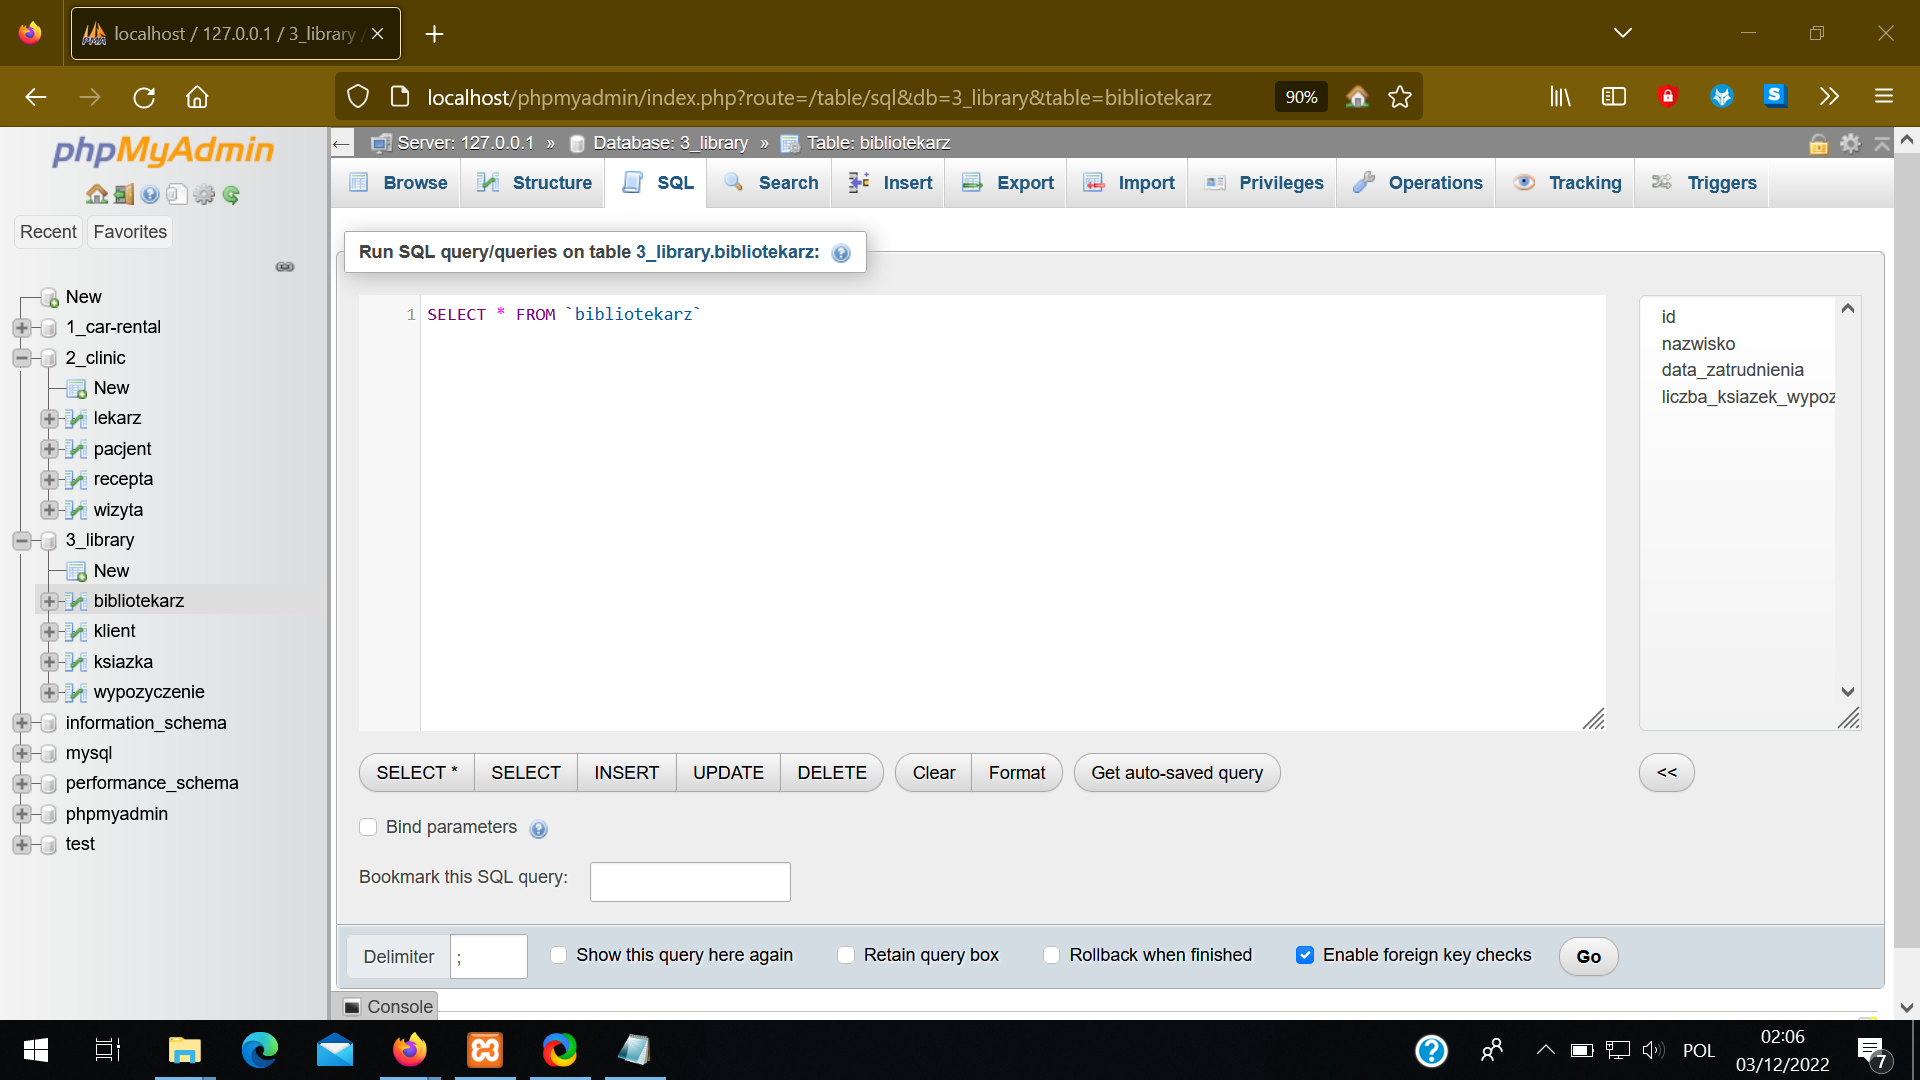 localhost / 127.0.0.1 / 3_library /
localhost/phpmyadmin/index.php?route=/table/sql&db=3_library&table=bibliotekarz
90%
phpMyAdmin
Recent
Favorites
New
1_car-rental
2_clinic
New
lekarz
pacjent
recepta
wizyta
3_library
New
bibliotekarz
klient
ksiazka
wypozyczenie
information_schema
mysql
performance_schema
phpmyadmin
test
Server: 127.0.0.1 » Database: 3_library » Table: bibliotekarz
Browse
Structure
SQL
Search
Insert
Export
Import
Privileges
Operations
Tracking
Triggers
Run SQL query/queries on table 3_library.bibliotekarz:
1 SELECT * FROM `bibliotekarz`
id
nazwisko
data_zatrudnienia
liczba_ksiazek_wypoz
SELECT *
SELECT
INSERT
UPDATE
DELETE
Clear
Format
Get auto-saved query
<<
Bind parameters
Bookmark this SQL query:
Delimiter ;
Show this query here again
Retain query box
Rollback when finished
Enable foreign key checks
Go
Console
POL
02:06
03/12/2022
7